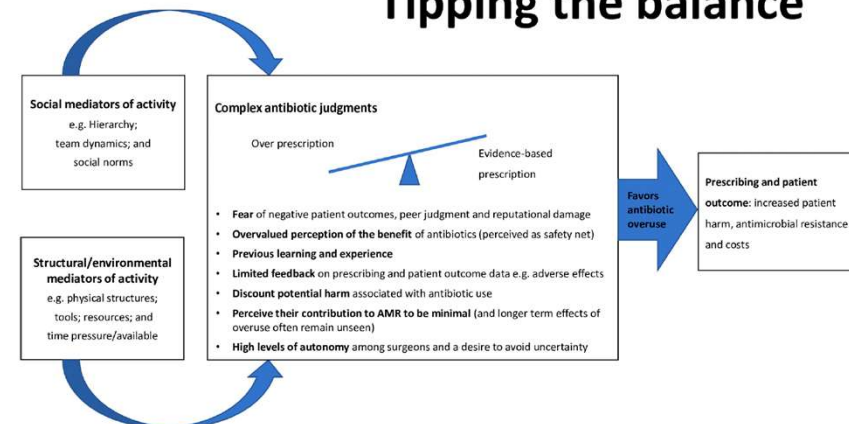 Tipping the balance
Social mediators of activity
e.g. Hierarchy;
team dynamics; and
social norms
Structural/environmental
mediators of activity
e.g. physical structures;
tools; resources; and
time pressure/available
Complex antibiotic judgments
Over prescription
Evidence-based
prescription
• Fear of negative patient outcomes, peer judgment and reputational damage
• Overvalued perception of the benefit of antibiotics (perceived as safety net)
• Previous learning and experience
• Limited feedback on prescribing and patient outcome data e.g. adverse effects
• Discount potential harm associated with antibiotic use
• Perceive their contribution to AMR to be minimal (and longer term effects of
overuse often remain unseen)
• High levels of autonomy among surgeons and a desire to avoid uncertainty
Favors
antibiotic
overuse
Prescribing and patient
outcome: increased patient
harm, antimicrobial resistance
and costs